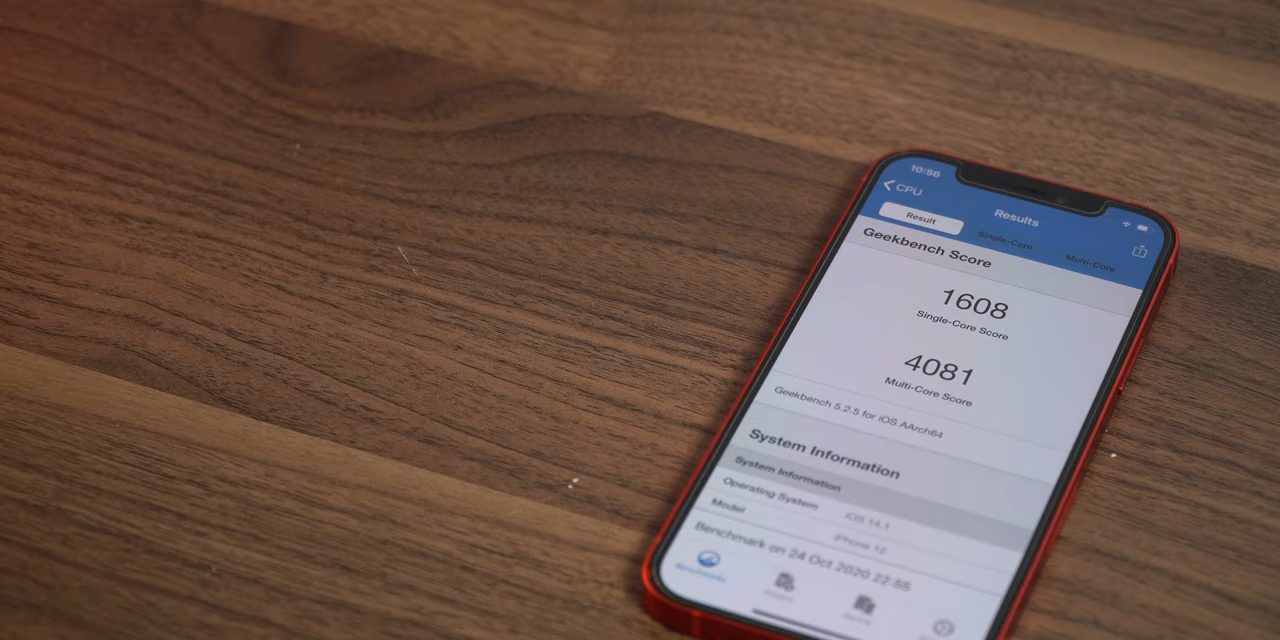 10:56
CPU
Results
Result
Single-Core
Multi-Core
Geekbench Score
1608
Single-Core Score
4081
Multi-Core Score
Geekbench 5.2.5 for iOS AArch64
System Information
System Information
Operating System iOS 14.1
Model iPhone 12
Benchmark on 24 Oct 2020 22:55
Benchmarks